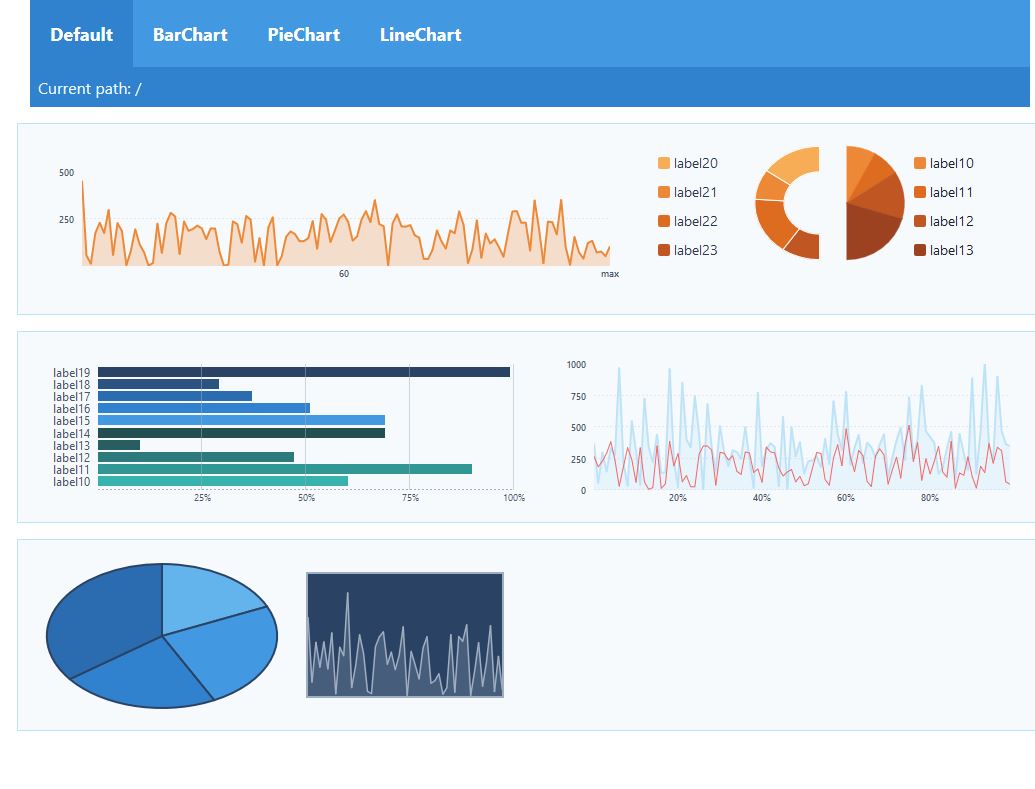 Default BarChart PieChart LineChart
Current path: /
500
250
60 max
label20
label21
label22
label23
label10
label11
label12
label13
label19
label18
label17
label16
label15
label14
label13
label12
label11
label10
25% 50% 75% 100%
1000
750
500
250
0
20% 40% 60% 80%